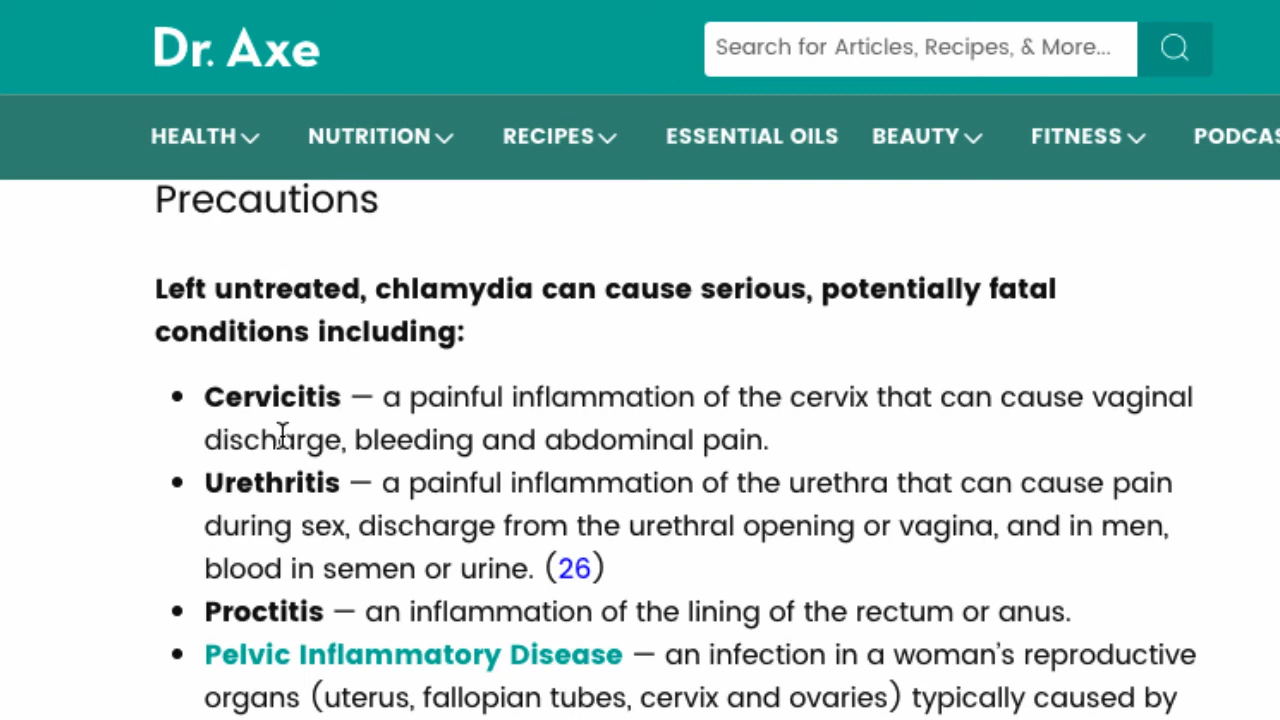 Dr. Axe
Search for Articles, Recipes, & More...
HEALTH NUTRITION RECIPES ESSENTIAL OILS BEAUTY FITNESS PODCAS
Precautions
Left untreated, chlamydia can cause serious, potentially fatal
conditions including:
• Cervicitis — a painful inflammation of the cervix that can cause vaginal
discharge, bleeding and abdominal pain.
• Urethritis — a painful inflammation of the urethra that can cause pain
during sex, discharge from the urethral opening or vagina, and in men,
blood in semen or urine. (26)
• Proctitis — an inflammation of the lining of the rectum or anus.
• Pelvic Inflammatory Disease — an infection in a woman's reproductive
organs (uterus, fallopian tubes, cervix and ovaries) typically caused by